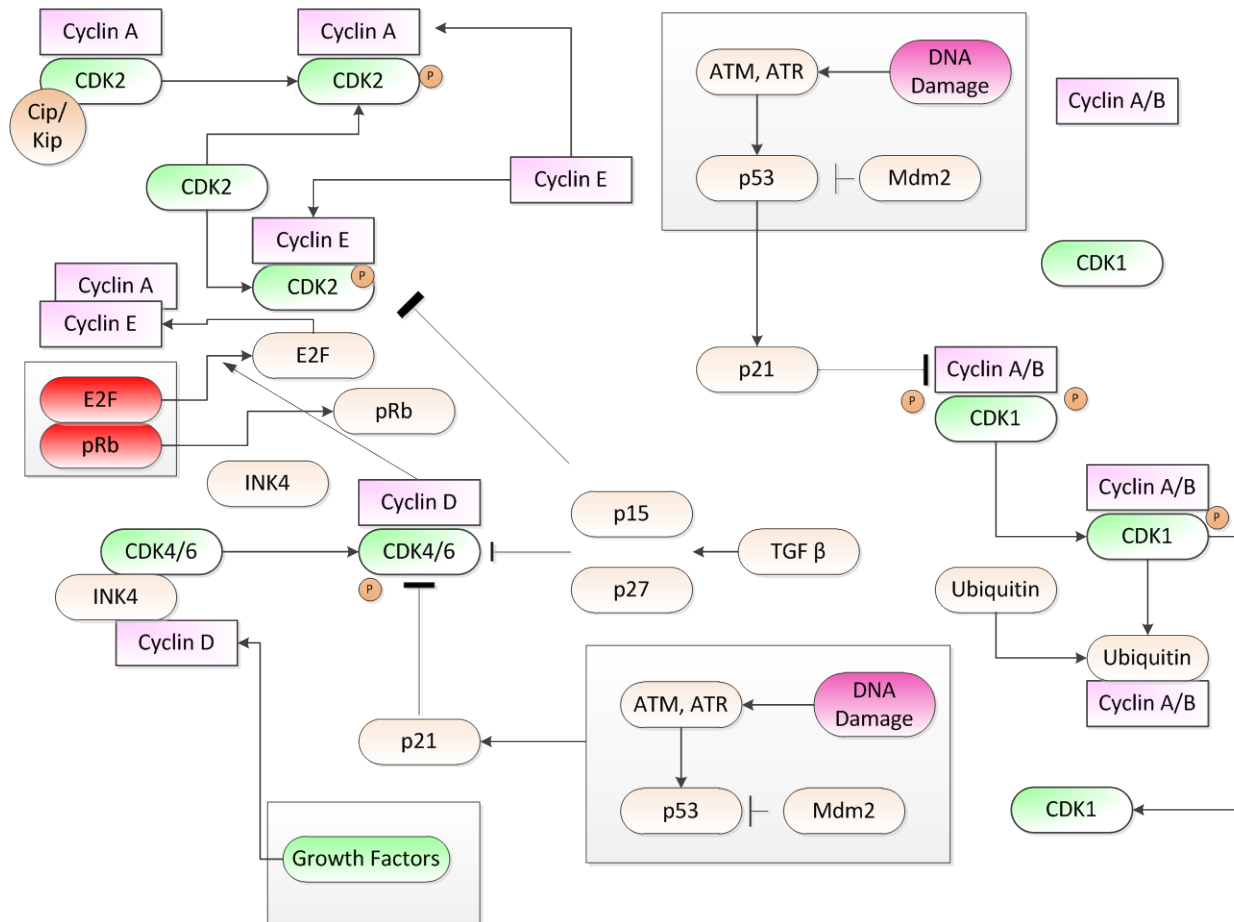 Cyclin A
Cyclin A
CDK2
CDK2
P
Cip/
Kip
CDK2
Cyclin E
Cyclin E
CDK2
P
Cyclin A
Cyclin E
E2F
E2F
pRb
pRb
INK4
Cyclin D
CDK4/6
CDK4/6
P
INK4
Cyclin D
p15
TGF β
p27
p21
Growth Factors
ATM, ATR
DNA
Damage
p53
Mdm2
ATM, ATR
DNA
Damage
p53
Mdm2
p21
Cyclin A/B
CDK1
Cyclin A/B
P
P
CDK1
Cyclin A/B
P
CDK1
Ubiquitin
Ubiquitin
Cyclin A/B
CDK1